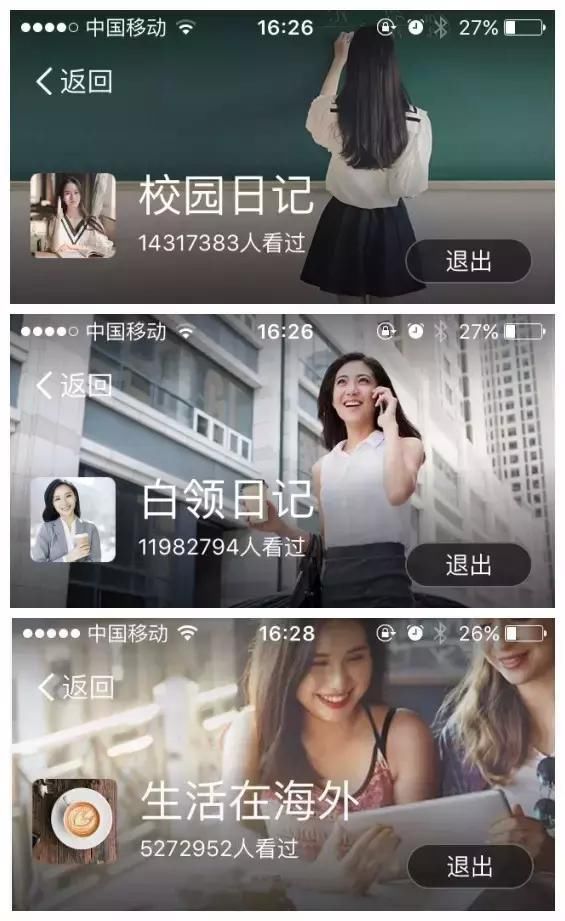 中国移动 16:26 27%
返回
校园日记
14317383人看过
退出
中国移动 16:26 27%
返回
白领日记
11982794人看过
退出
中国移动 16:28 26%
返回
生活在海外
5272952人看过
退出